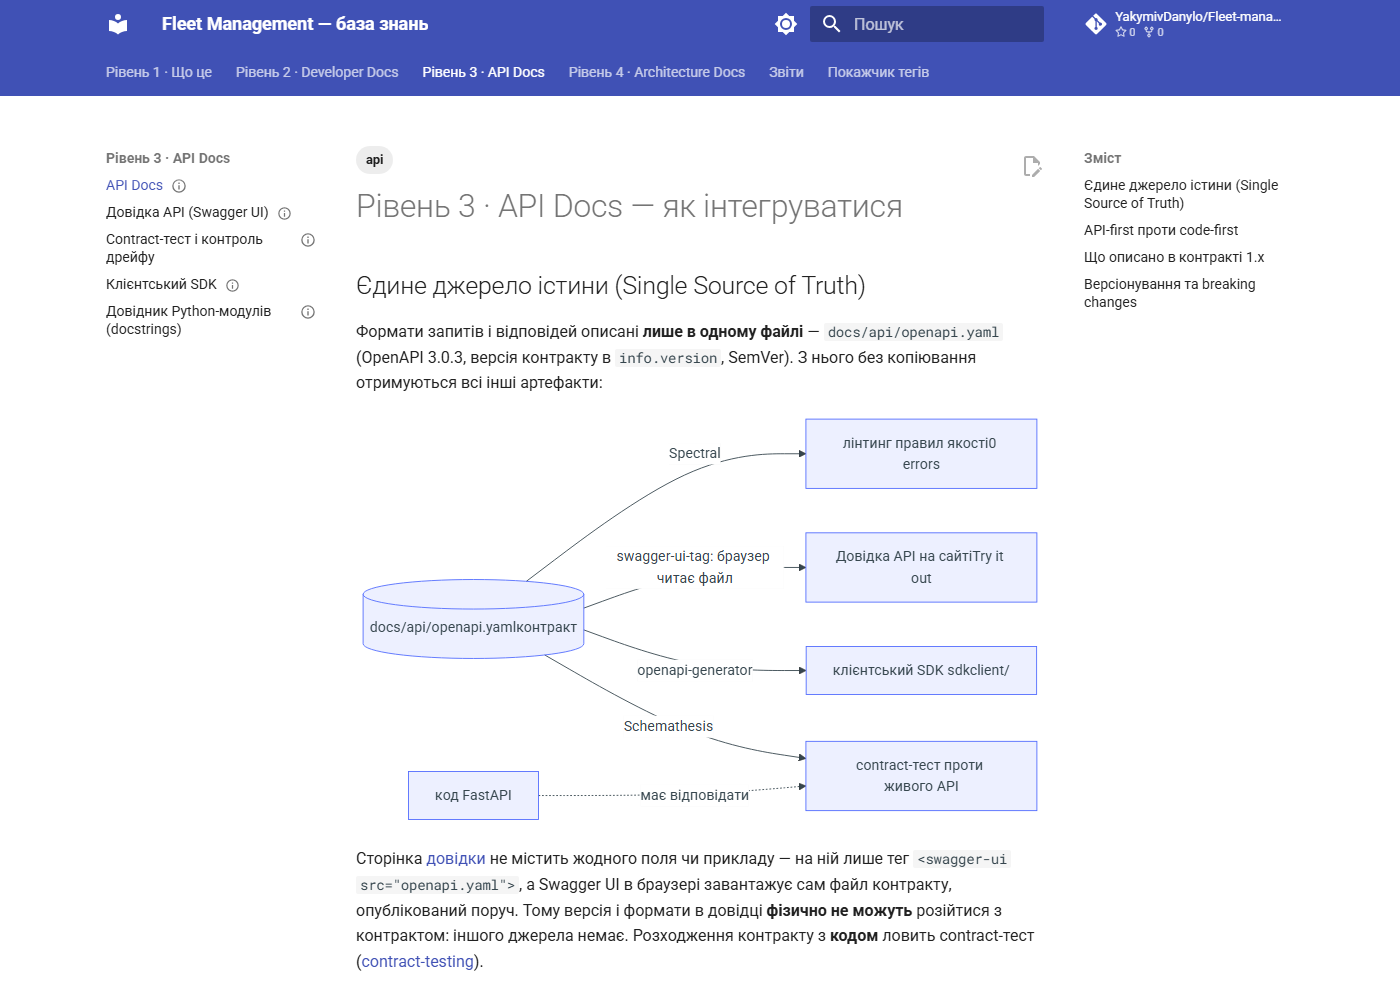 Fleet Management — база знань
Пошук
YakymivDanylo/Fleet-mana…
0 0
Рівень 1 · Що це
Рівень 2 · Developer Docs
Рівень 3 · API Docs
Рівень 4 · Architecture Docs
Звіти
Покажчик тегів
Рівень 3 · API Docs
API Docs
Довідка API (Swagger UI)
Contract-тест і контроль
дрейфу
Клієнтський SDK
Довідник Python-модулів
(docstrings)
api
Рівень 3 · API Docs — як інтегруватися
Єдине джерело істини (Single Source of Truth)
Формати запитів і відповідей описані лише в одному файлі — docs/api/openapi.yaml
(OpenAPI 3.0.3, версія контракту в info.version, SemVer). З нього без копіювання
отримуються всі інші артефакти:
Spectral
лінтинг правил якості0
errors
swagger-ui-tag: браузер
читає файл
Довідка API на сайтіTry it
out
docs/api/openapi.yamlконтракт
openapi-generator
клієнтський SDK sdkclient/
Schemathesis
contract-тест проти
живого API
код FastAPI
має відповідати
Сторінка довідки не містить жодного поля чи прикладу — на ній лише тег <swagger-ui
src="openapi.yaml">, а Swagger UI в браузері завантажує сам файл контракту,
опублікований поруч. Тому версія і формати в довідці фізично не можуть розійтися з
контрактом: іншого джерела немає. Розходження контракту з кодом ловить contract-тест
(contract-testing).
Зміст
Єдине джерело істини (Single
Source of Truth)
API-first проти code-first
Що описано в контракті 1.x
Версіонування та breaking
changes